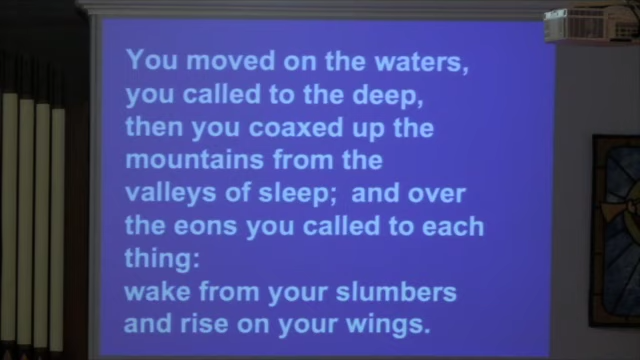 You moved on the waters,
you called to the deep,
then you coaxed up the
mountains from the
valleys of sleep;  and over
the eons you called to each
thing:
wake from your slumbers
and rise on your wings.